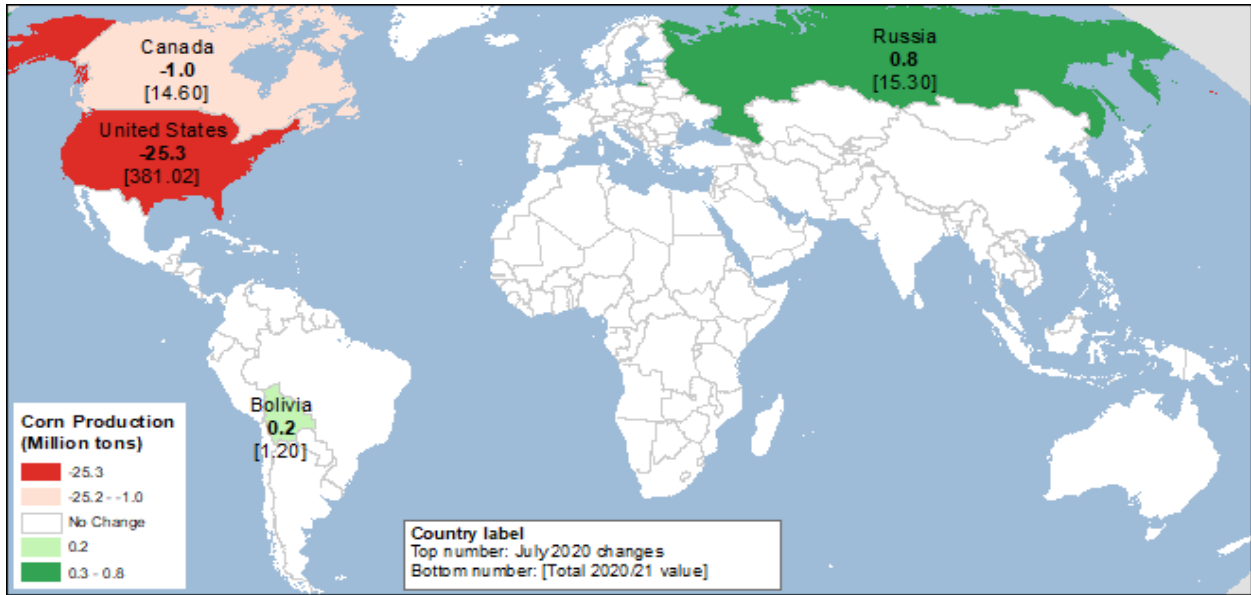 Canada
-1.0
[14.60]
United States
-25.3
[381.02]
Russia
0.8
[15.30]
Bolivia
0.2
[1.20]
Corn Production
(Million tons)
-25.3
-25.2 - -1.0
No Change
0.2
0.3 - 0.8
Country label
Top number: July 2020 changes
Bottom number: [Total 2020/21 value]